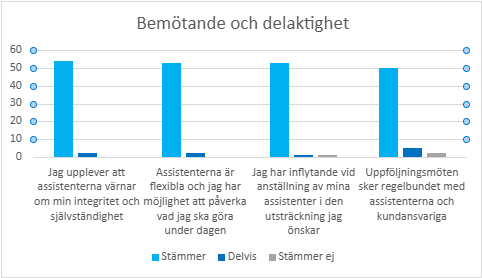 Bemötande och delaktighet
60
50
40
30
20
10
0
Jag upplever att
assistenterna värnar
om min integritet och
självständighet
Assistenterna är
flexibla och jag har
möjlighet att påverka
vad jag ska göra
under dagen
Jag har inflytande vid
anställning av mina
assistenter i den
utsträckning jag
önskar
Uppföljningsmöten
sker regelbundet med
assistenterna och
kundansvariga
Stämmer Delvis Stämmer ej